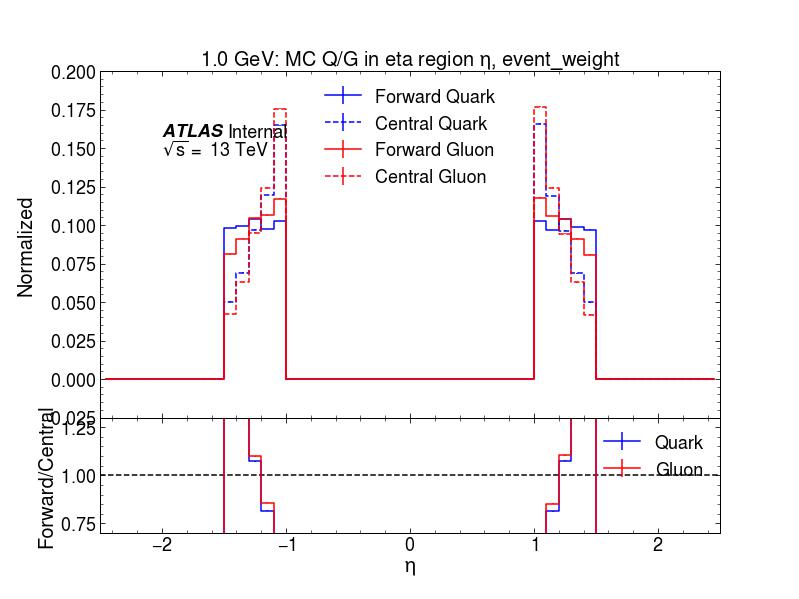 1.0 GeV: MC Q/G in eta region η, event_weight
0.200
0.175
0.150
0.125
0.100
0.075
0.050
0.025
0.000
0.025
Normalized
ATLAS Internal
√s = 13 TeV
Forward Quark
Central Quark
Forward Gluon
Central Gluon
1.25
1.00
0.75
Forward/Central
Quark
Gluon
−2 −1 0 1 2
η